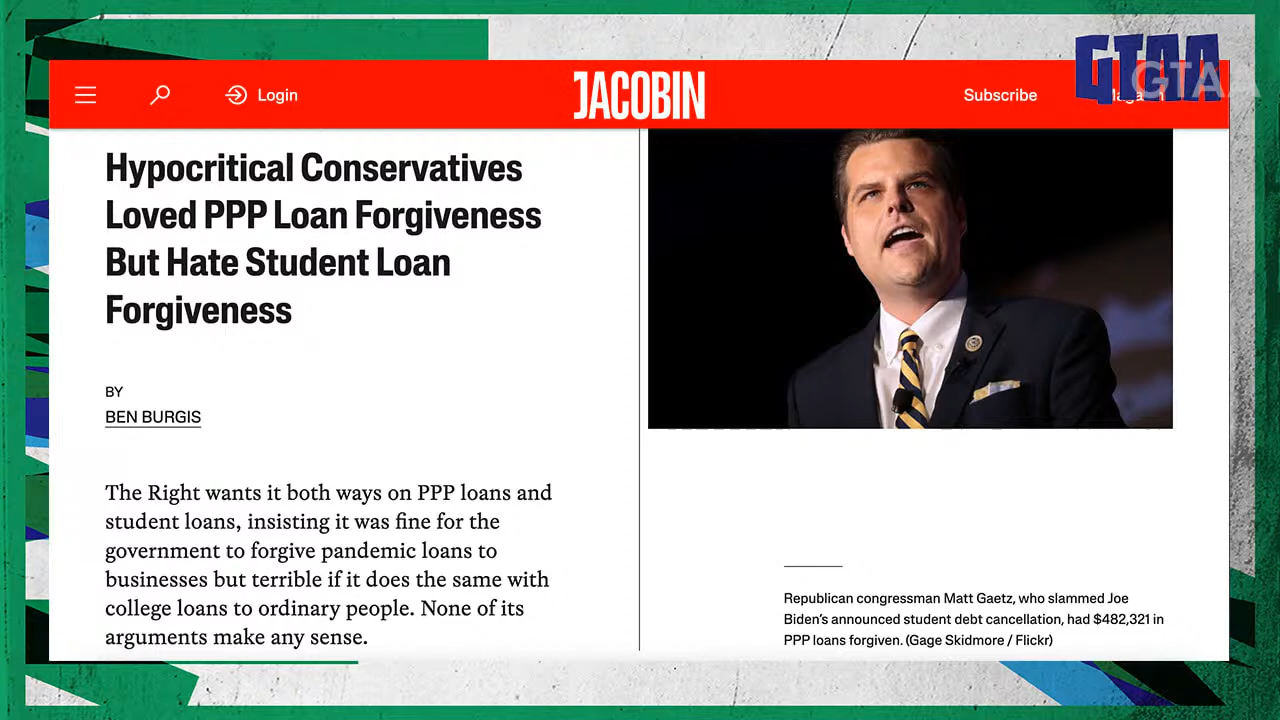 Login
JACOBIN
Subscribe
GTAA
GTAA
Hypocritical Conservatives
Loved PPP Loan Forgiveness
But Hate Student Loan
Forgiveness
BY
BEN BURGIS
The Right wants it both ways on PPP loans and
student loans, insisting it was fine for the
government to forgive pandemic loans to
businesses but terrible if it does the same with
college loans to ordinary people. None of its
arguments make any sense.
Republican congressman Matt Gaetz, who slammed Joe
Biden's announced student debt cancellation, had $482,321 in
PPP loans forgiven. (Gage Skidmore / Flickr)